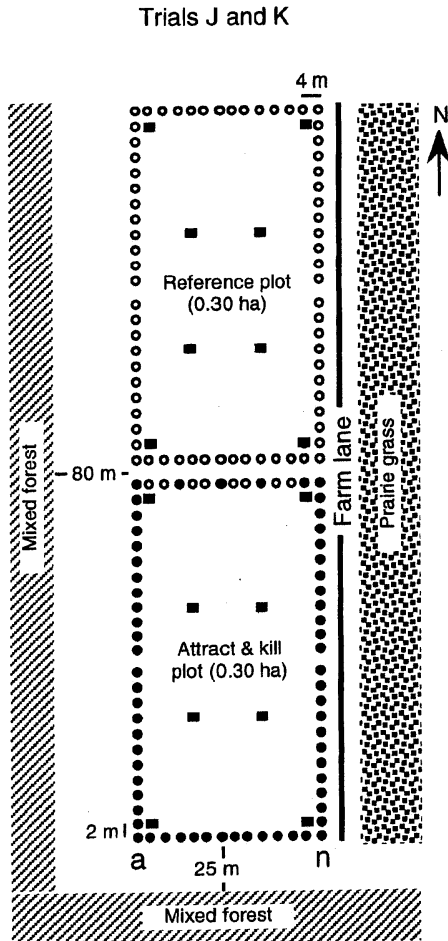 Trials J and K
4 m
N
Reference plot
(0.30 ha)
Mixed forest
80 m
Farm lane
Prairie grass
Attract & kill
plot (0.30 ha)
2 m
a
n
25 m
Mixed forest